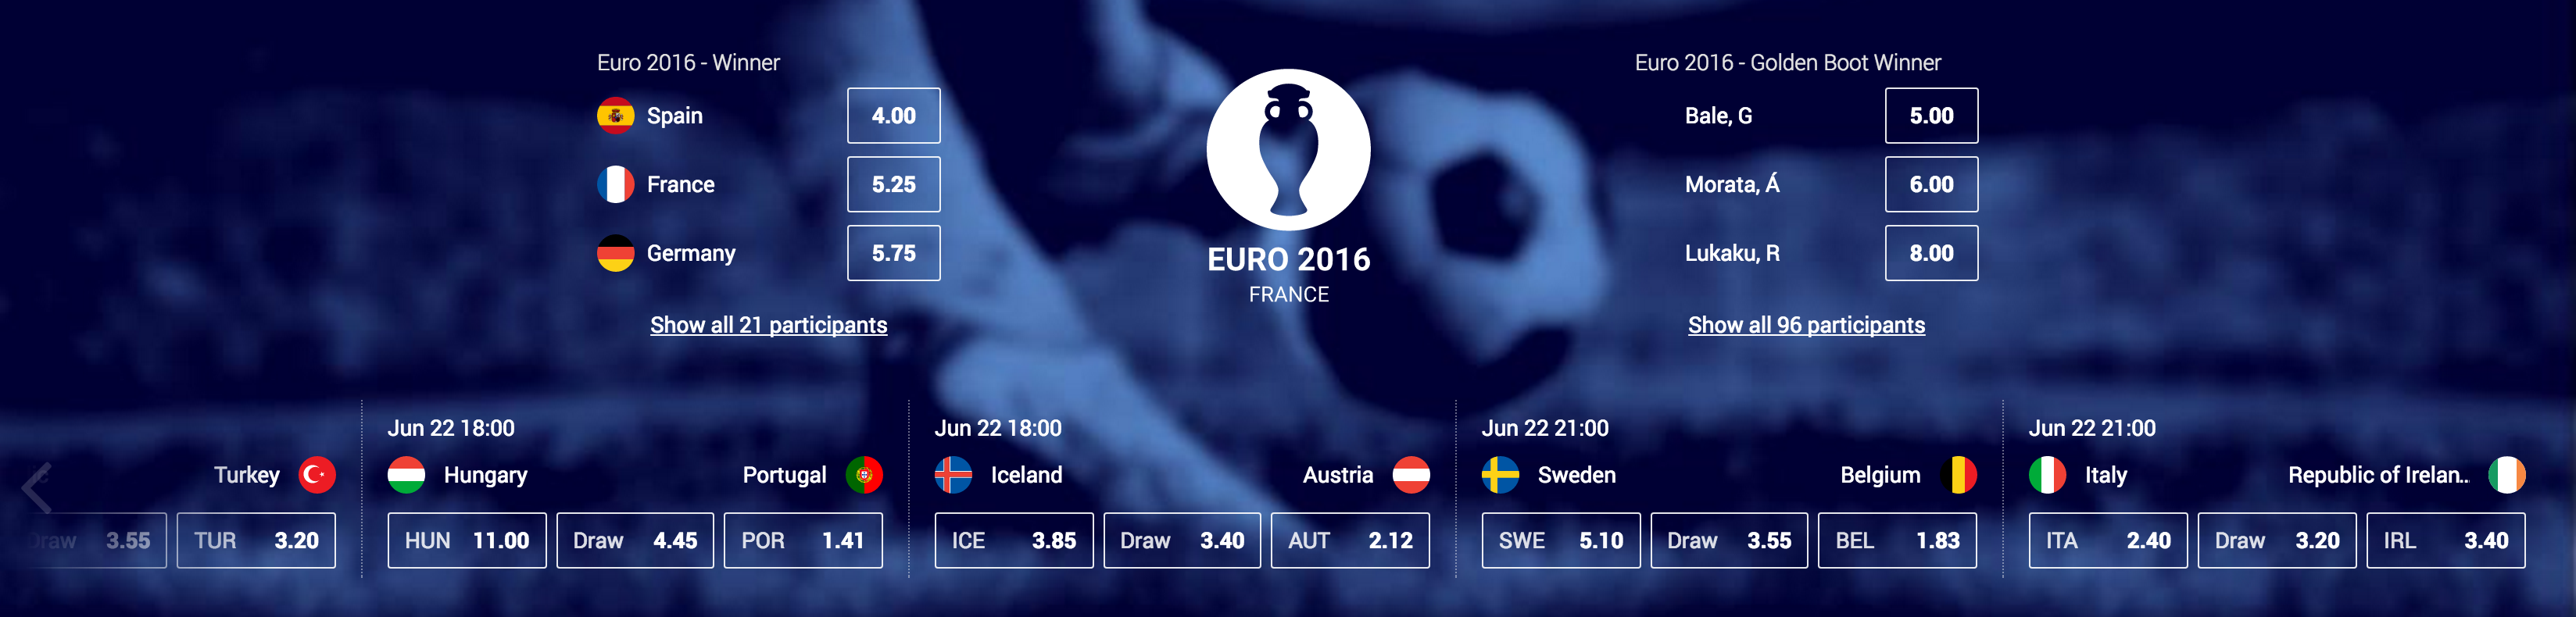 Euro 2016 - Winner
Spain 4.00
France 5.25
Germany 5.75
Show all 21 participants
EURO 2016
FRANCE
Euro 2016 - Golden Boot Winner
Bale, G 5.00
Morata, Á 6.00
Lukaku, R 8.00
Show all 96 participants
Turkey
Draw 3.55 TUR 3.20
Jun 22 18:00
Hungary Portugal
HUN 11.00 Draw 4.45 POR 1.41
Jun 22 18:00
Iceland Austria
ICE 3.85 Draw 3.40 AUT 2.12
Jun 22 21:00
Sweden Belgium
SWE 5.10 Draw 3.55 BEL 1.83
Jun 22 21:00
Italy Republic of Irelan..
ITA 2.40 Draw 3.20 IRL 3.40